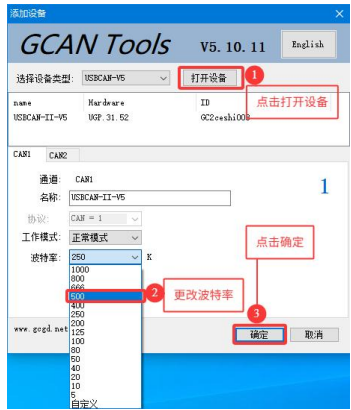 添加设备
GCAN Tools V5. 10. 11 English
选择设备类型: USBCAN-V5 打开设备 1
点击打开设备
name Hardware ID
USBCAN-II-V5 UGP.31.52 GC2ceshi008
CAN1 CAN2
通道: CAN1
名称: USBCAN-II-V5 1
协议: CAN = 1
工作模式: 正常模式
点击确定
波特率: 250 K
1000
800
666
500
2 更改波特率
400
250
200
125
100
80
50
40
20
10
5
自定义
3
www. gcgd. net 确定 取消